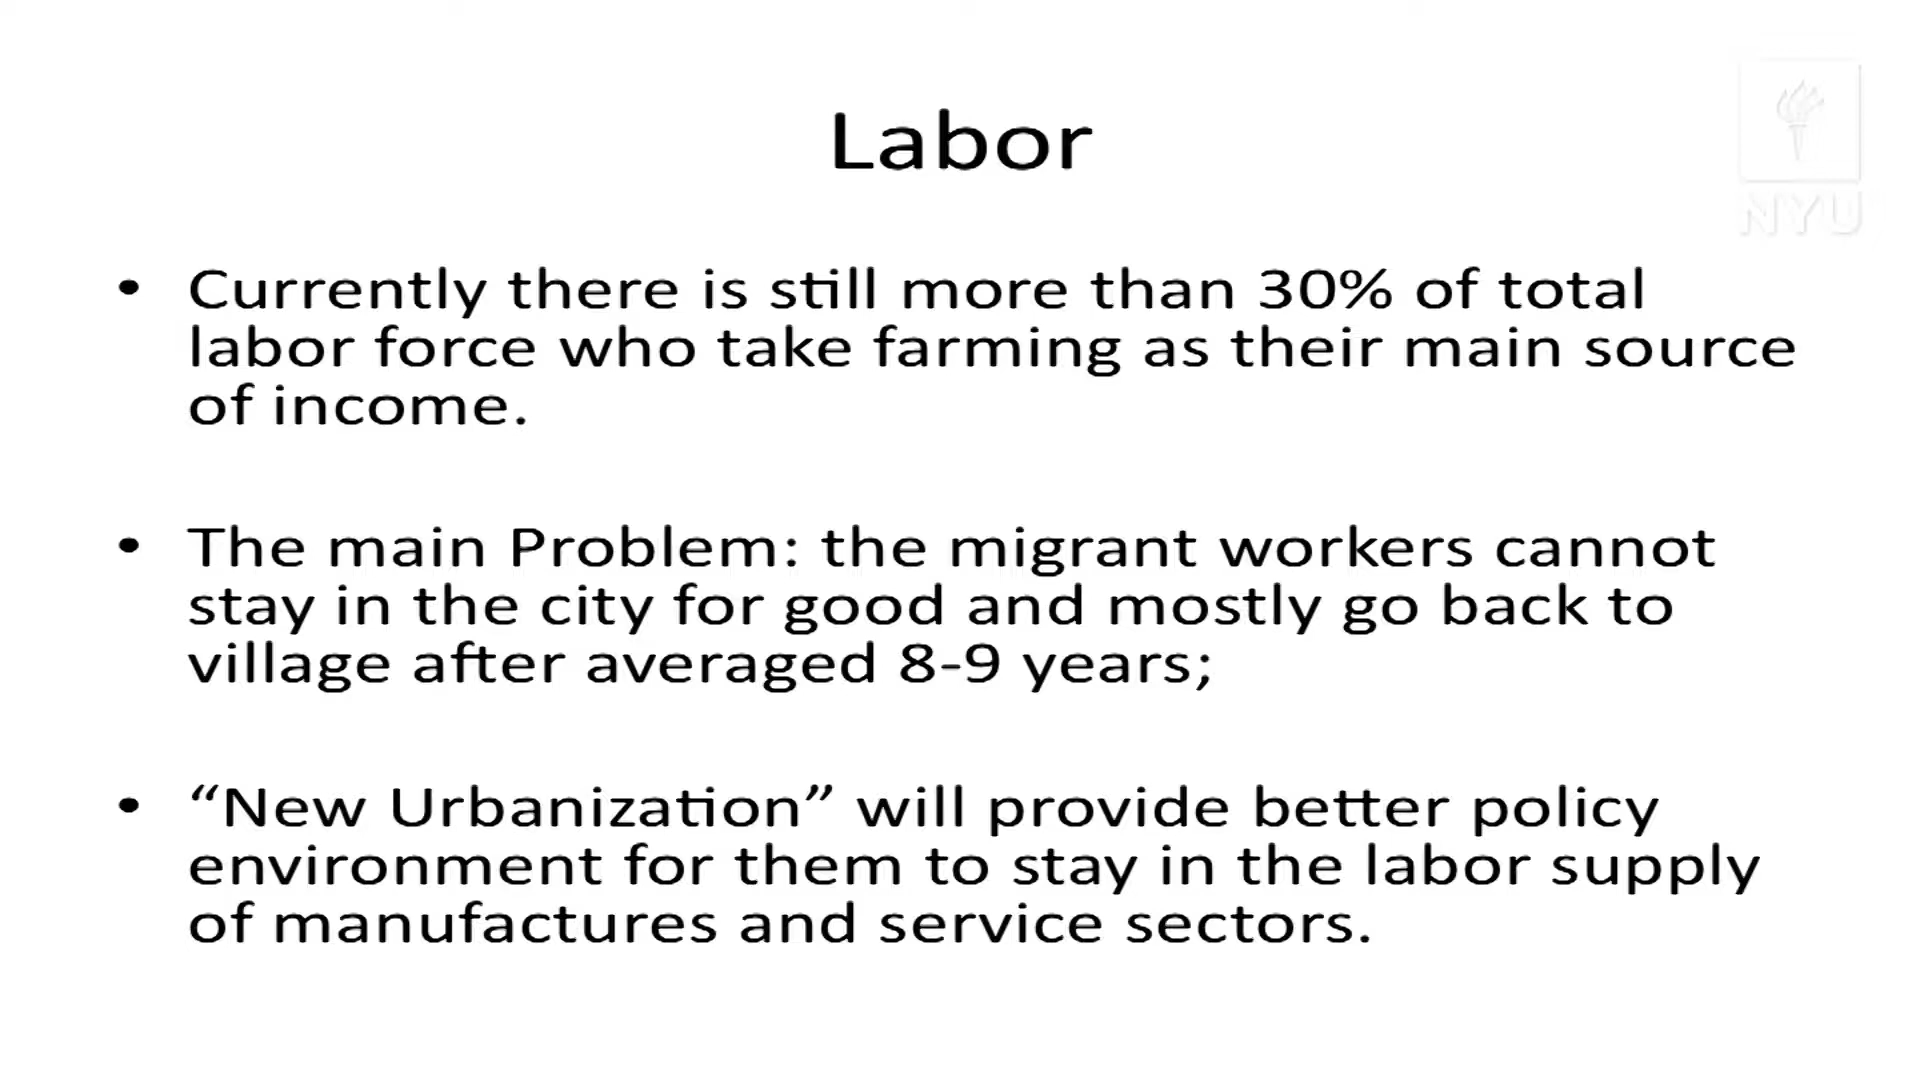 Labor
NYU
• Currently there is still more than 30% of total
labor force who take farming as their main source
of income.
• The main Problem: the migrant workers cannot
stay in the city for good and mostly go back to
village after averaged 8-9 years;
• “New Urbanization” will provide better policy
environment for them to stay in the labor supply
of manufactures and service sectors.